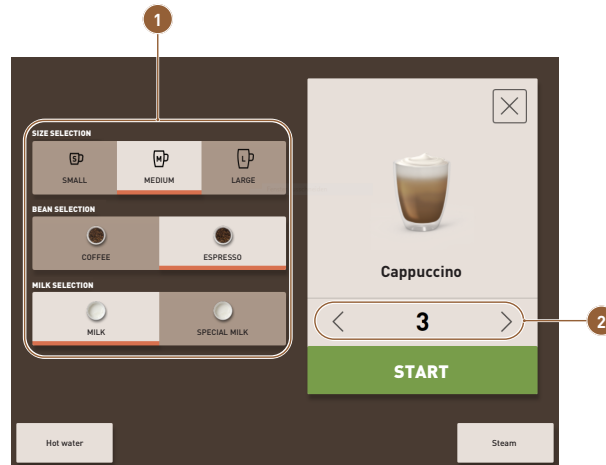 1
SIZE SELECTION
S M L
SMALL MEDIUM LARGE
BEAN SELECTION
COFFEE ESPRESSO
MILK SELECTION
MILK SPECIAL MILK
Cappuccino
3
2
START
Hot water
Steam